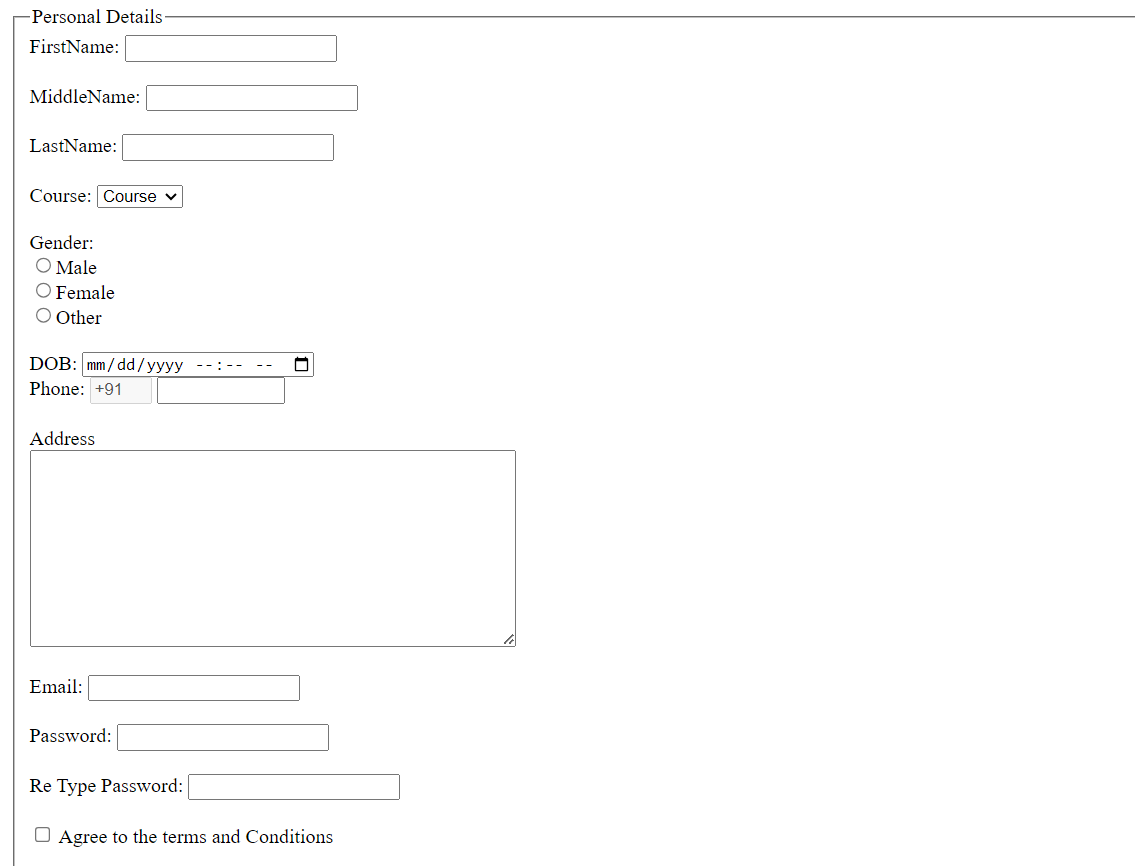 Personal Details
FirstName:
MiddleName:
LastName:
Course: Course
Gender:
Male
Female
Other
DOB: mm/dd/yyyy --:-- --
Phone: +91
Address
Email:
Password:
Re Type Password:
Agree to the terms and Conditions